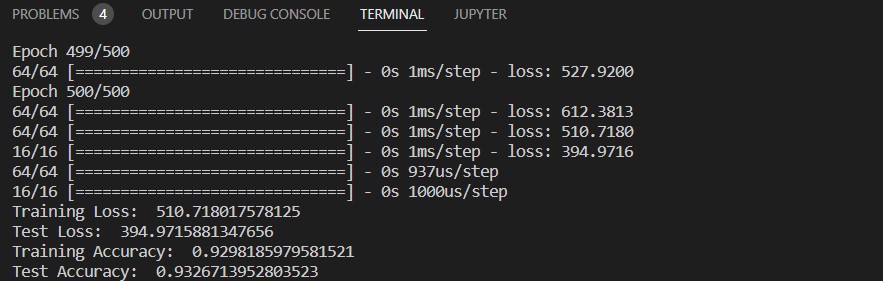 PROBLEMS 4 OUTPUT DEBUG CONSOLE TERMINAL JUPYTER
Epoch 499/500
64/64 [==============================] - 0s 1ms/step - loss: 527.9200
Epoch 500/500
64/64 [==============================] - 0s 1ms/step - loss: 612.3813
64/64 [==============================] - 0s 1ms/step - loss: 510.7180
16/16 [==============================] - 0s 1ms/step - loss: 394.9716
64/64 [==============================] - 0s 937us/step
16/16 [==============================] - 0s 1000us/step
Training Loss:  510.718017578125
Test Loss:  394.9715881347656
Training Accuracy:  0.9298185979581521
Test Accuracy:  0.9326713952803523